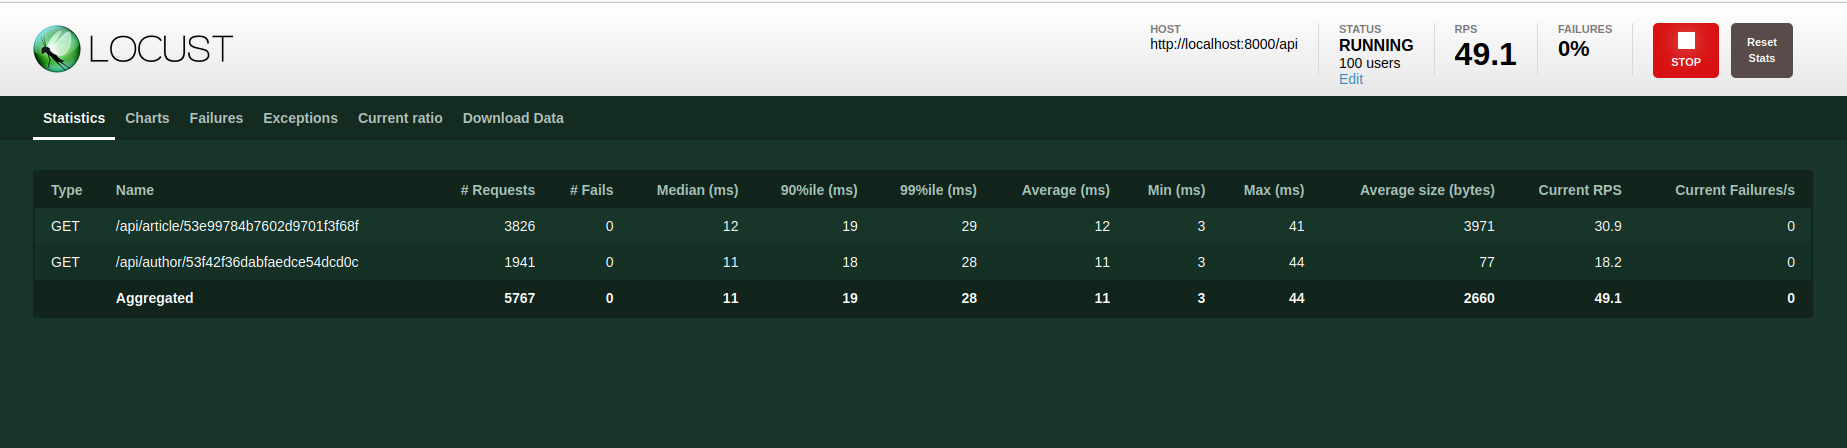 LOCUST
HOST
http://localhost:8000/api
STATUS
RUNNING
100 users
Edit
RPS
49.1
FAILURES
0%
STOP
Reset
Stats
Statistics Charts Failures Exceptions Current ratio Download Data
Type Name # Requests # Fails Median (ms) 90%ile (ms) 99%ile (ms) Average (ms) Min (ms) Max (ms) Average size (bytes) Current RPS Current Failures/s
GET /api/article/53e99784b7602d9701f3f68f 3826 0 12 19 29 12 3 41 3971 30.9 0
GET /api/author/53f42f36dabfaedce54dcd0c 1941 0 11 18 28 11 3 44 77 18.2 0
Aggregated 5767 0 11 19 28 11 3 44 2660 49.1 0